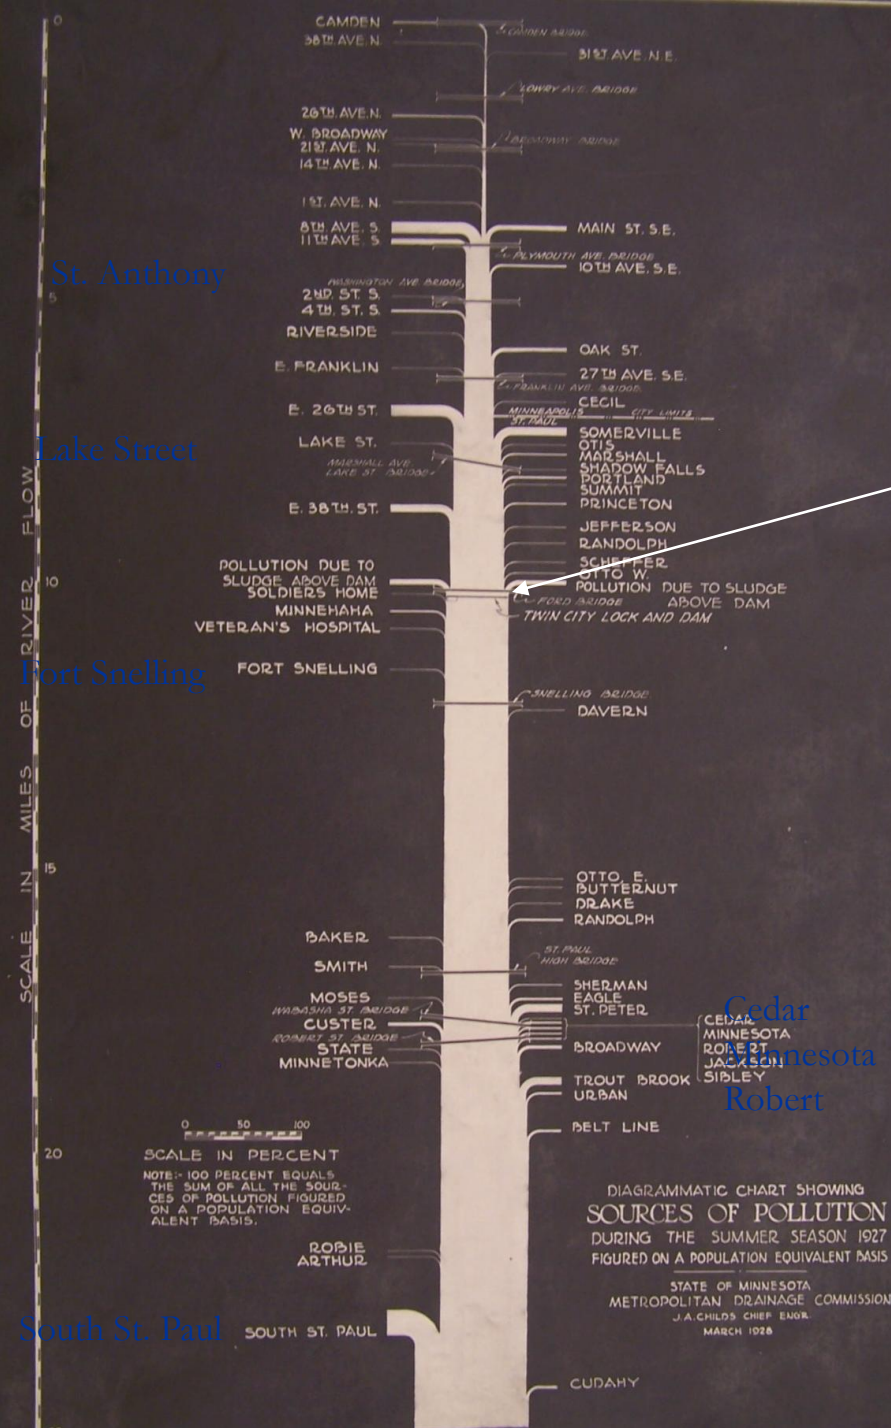 0
CAMDEN
CAMDEN BRIDGE
38TH. AVE. N.
31ST. AVE. N.E.
LOWRY AVE. BRIDGE
26TH. AVE. N.
W. BROADWAY
BROADWAY BRIDGE
21ST. AVE. N.
14TH. AVE. N.
1ST. AVE. N.
8TH. AVE. S.
MAIN ST. S.E.
11TH AVE. S.
PLYMOUTH AVE. BRIDGE
10TH AVE. S.E.
St. Anthony
WASHINGTON AVE BRIDGE
5
2ND. ST. S.
4TH. ST. S.
RIVERSIDE
OAK ST.
E. FRANKLIN
27TH AVE. S.E.
FRANKLIN AVE. BRIDGE
CECIL
E. 26TH ST.
MINNEAPOLIS CITY LIMITS
ST. PAUL
SOMERVILLE
Lake Street
LAKE ST.
OTIS
MARSHALL
MARSHALL AVE.
LAKE ST. BRIDGE
SHADOW FALLS
PORTLAND
SUMMIT
PRINCETON
E. 38TH. ST.
JEFFERSON
RANDOLPH
SCHEFFER
OTTO W.
POLLUTION DUE TO
SLUDGE ABOVE DAM
10
POLLUTION DUE TO SLUDGE
ABOVE DAM
SOLDIERS HOME
FORD BRIDGE
MINNEHAHA
TWIN CITY LOCK AND DAM
VETERAN'S HOSPITAL
Fort Snelling
FORT SNELLING
SNELLING BRIDGE
DAVERN
SCALE IN MILES OF RIVER FLOW
15
OTTO. E.
BUTTERNUT
DRAKE
RANDOLPH
BAKER
ST. PAUL
HIGH BRIDGE
SMITH
SHERMAN
MOSES
EAGLE
ST. PETER
WABASHA ST. BRIDGE
CUSTER
ROBERT ST. BRIDGE
STATE
BROADWAY
MINNETONKA
CEDAR
MINNESOTA
ROBERT
JACKSON
SIBLEY
Cedar
Minnesota
Robert
TROUT BROOK
URBAN
BELT LINE
0 50 100
SCALE IN PERCENT
NOTE:- 100 PERCENT EQUALS
THE SUM OF ALL THE SOUR-
CES OF POLLUTION FIGURED
ON A POPULATION EQUIV-
ALENT BASIS.
20
DIAGRAMMATIC CHART SHOWING
SOURCES OF POLLUTION
DURING THE SUMMER SEASON 1927
FIGURED ON A POPULATION EQUIVALENT BASIS
STATE OF MINNESOTA
METROPOLITAN DRAINAGE COMMISSION
J.A. CHILDS CHIEF ENGR.
MARCH 1928
ROBIE
ARTHUR
South St. Paul
SOUTH ST. PAUL
CUDAHY